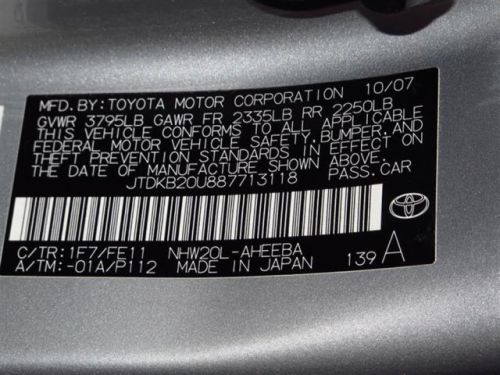 MFD. BY: TOYOTA MOTOR CORPORATION 10/07
GVWR 3795LB GAWR FR 2335LB RR 2250LB
THIS VEHICLE CONFORMS TO ALL APPLICABLE
FEDERAL MOTOR VEHICLE SAFETY, BUMPER, AND
THEFT PREVENTION STANDARDS IN EFFECT ON
THE DATE OF MANUFACTURE SHOWN ABOVE.
JTDKB20U887713118 PASS.CAR
C/TR:1F7/FE11 NHW20L-AHEEBA
A/TM:-01A/P112 MADE IN JAPAN 139 A